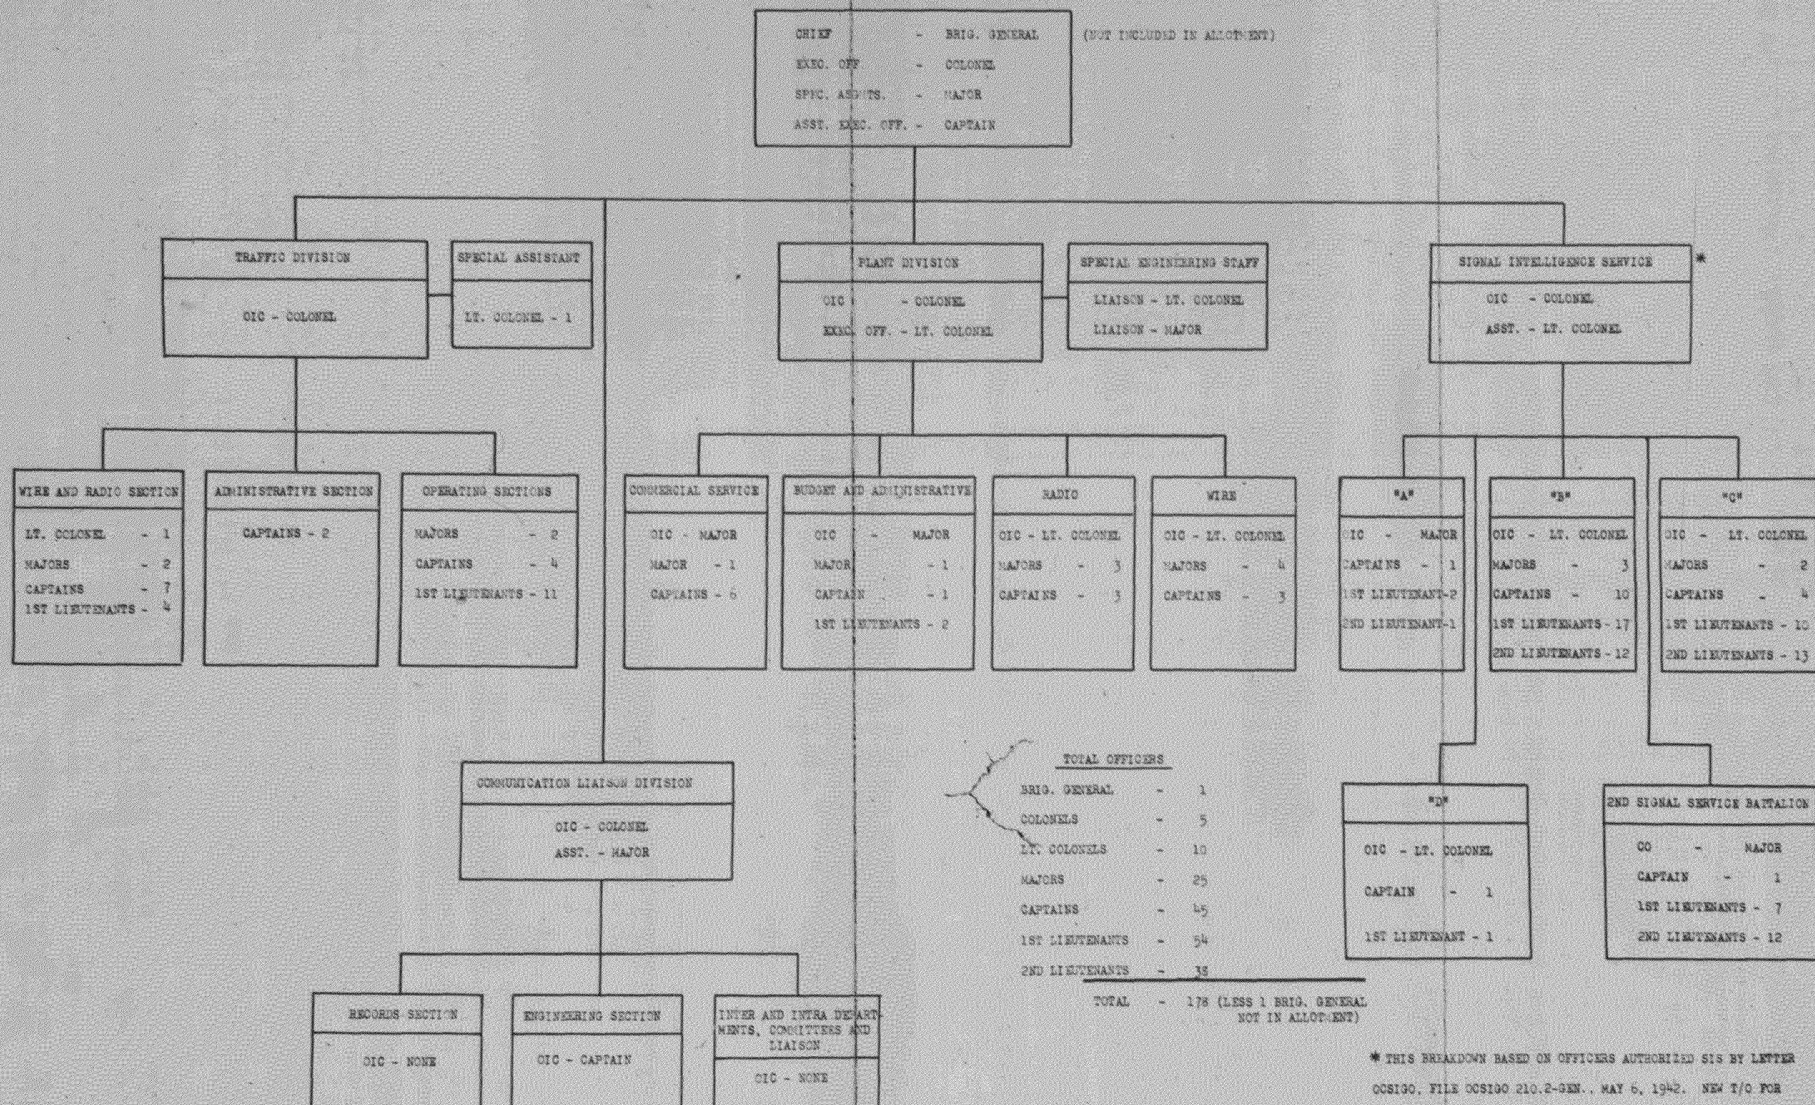 CHIEF - BRIG. GENERAL (NOT INCLUDED IN ALLOTMENT)
EXEC. OFF - COLONEL
SPEC. ASGMTS. - MAJOR
ASST. EXEC. OFF. - CAPTAIN
TRAFFIC DIVISION
OIC - COLONEL
SPECIAL ASSISTANT
LT. COLONEL - 1
PLANT DIVISION
OIC - COLONEL
EXEC. OFF. - LT. COLONEL
SPECIAL ENGINEERING STAFF
LIAISON - LT. COLONEL
LIAISON - MAJOR
SIGNAL INTELLIGENCE SERVICE *
OIC - COLONEL
ASST. - LT. COLONEL
WIRE AND RADIO SECTION
LT. COLONEL - 1
MAJORS - 2
CAPTAINS - 7
1ST LIEUTENANTS - 4
ADMINISTRATIVE SECTION
CAPTAINS - 2
OPERATING SECTIONS
MAJORS - 2
CAPTAINS - 4
1ST LIEUTENANTS - 11
COMMERCIAL SERVICE
OIC - MAJOR
MAJOR - 1
CAPTAINS - 6
BUDGET AND ADMINISTRATIVE
OIC - MAJOR
MAJOR - 1
CAPTAIN - 1
1ST LIEUTENANTS - 2
RADIO
OIC - LT. COLONEL
MAJORS - 3
CAPTAINS - 3
WIRE
OIC - LT. COLONEL
MAJORS - 4
CAPTAINS - 3
"A"
OIC - MAJOR
CAPTAINS - 1
1ST LIEUTENANT-2
2ND LIEUTENANT-1
"B"
OIC - LT. COLONEL
MAJORS - 3
CAPTAINS - 10
1ST LIEUTENANTS-17
2ND LIEUTENANTS-12
"C"
OIC - LT. COLONEL
MAJORS - 2
CAPTAINS - 4
1ST LIEUTENANTS - 10
2ND LIEUTENANTS - 13
COMMUNICATION LIAISON DIVISION
OIC - COLONEL
ASST. - MAJOR
TOTAL OFFICERS
BRIG. GENERAL - 1
COLONELS - 5
LT. COLONELS - 10
MAJORS - 25
CAPTAINS - 45
1ST LIEUTENANTS - 54
2ND LIEUTENANTS - 38
TOTAL - 178 (LESS 1 BRIG. GENERAL
NOT IN ALLOTMENT)
"D"
OIC - LT. COLONEL
CAPTAIN - 1
1ST LIEUTENANT - 1
2ND SIGNAL SERVICE BATTALION
CO - MAJOR
CAPTAIN - 1
1ST LIEUTENANTS - 7
2ND LIEUTENANTS - 12
RECORDS SECTION
OIC - NONE
ENGINEERING SECTION
OIC - CAPTAIN
INTER AND INTRA DEPART-
MENTS, COMMITTEES AND
LIAISON
OIC - NONE
* THIS BREAKDOWN BASED ON OFFICERS AUTHORIZED SIS BY LETTER
OCSIGO, FILE OCSIGO 210.2-GEN., MAY 6, 1942. NEW T/O FOR